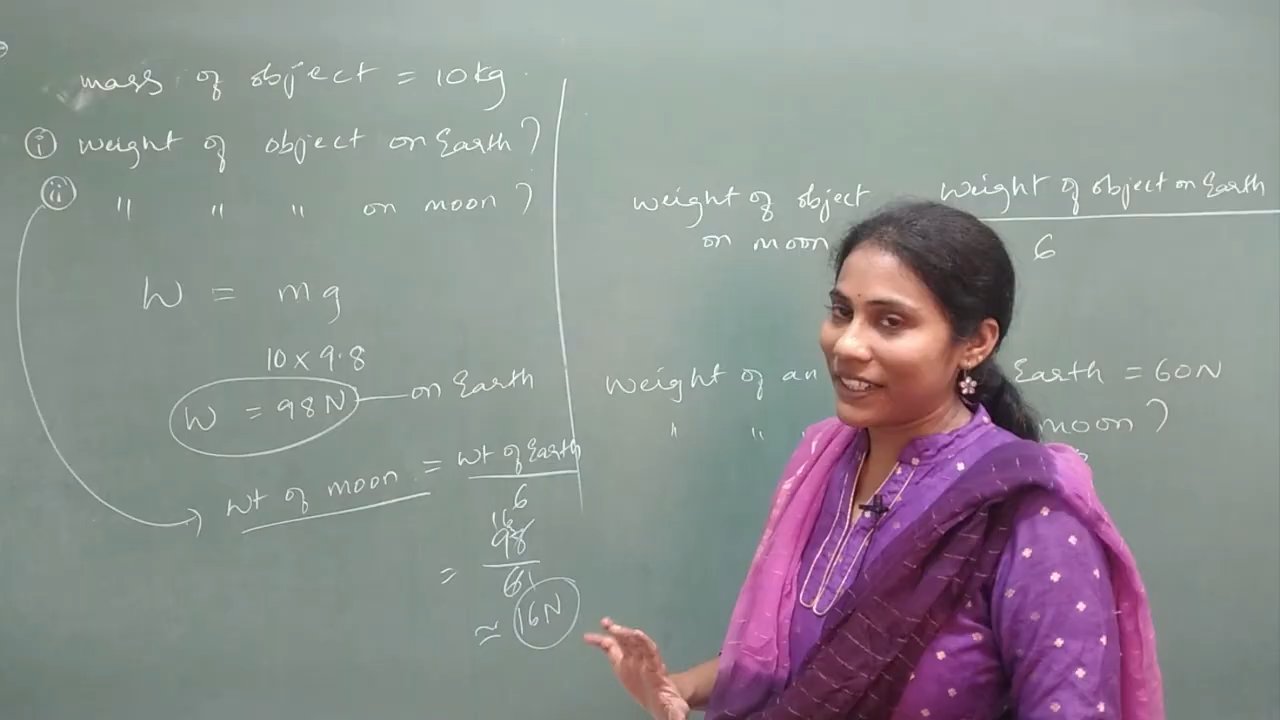 mass of object = 10kg.
i weight of object on Earth?
ii " " " on moon?
W = mg
10 x 9.8
W = 98N on Earth
Wt of moon = Wt of Earth
6
16
= 98
6 1
≈ 16N
weight of object Weight of object on Earth
on moon 6
Weight of an Earth = 60N
" " moon?